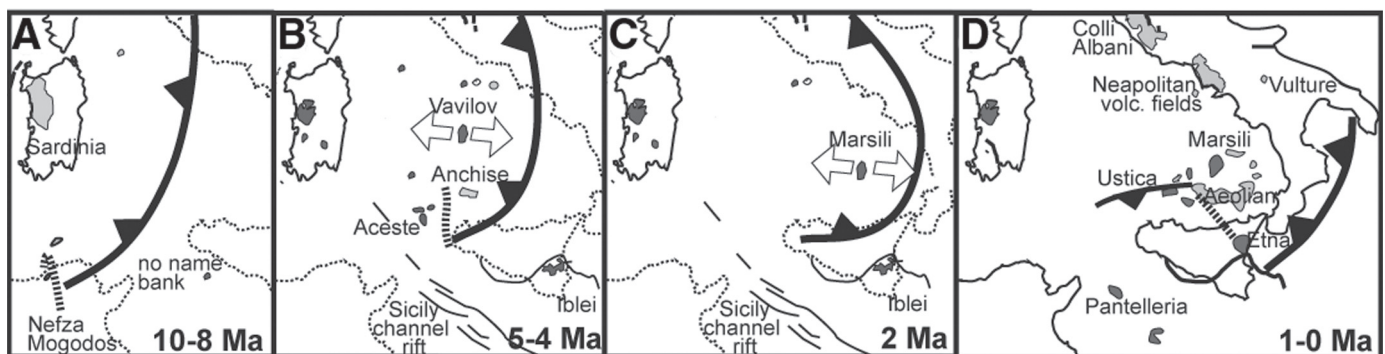 A
Sardinia
no name
bank
Nefza
Mogodos
10-8 Ma
B
Vavilov
Anchise
Aceste
Iblei
Sicily
channel
rift
5-4 Ma
C
Marsili
Iblei
Sicily
channel
rift
2 Ma
D
Colli
Albani
Neapolitan
volc. fields
Vulture
Marsili
Ustica
Aeolian
Etna
Pantelleria
1-0 Ma